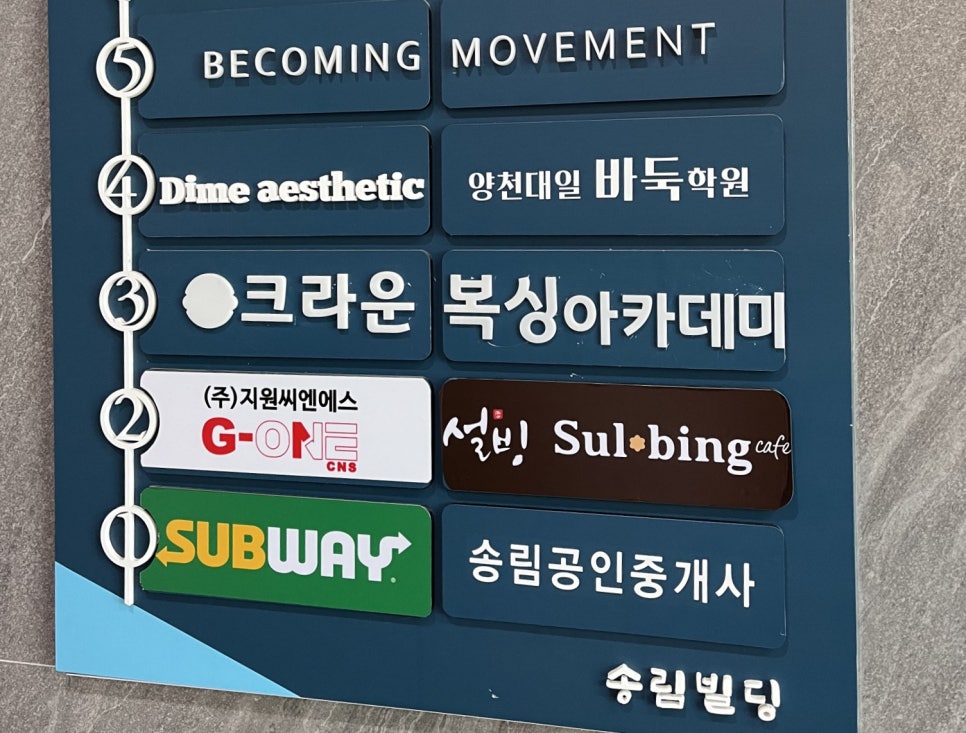 5 BECOMING MOVEMENT
4 Dime aesthetic 양천대일 바둑학원
3 크라운 복싱아카데미
2 (주)지원씨엔에스
G-ONE
CNS
설빙 Sulbing cafe
1 SUBWAY 송림공인중개사
송림빌딩